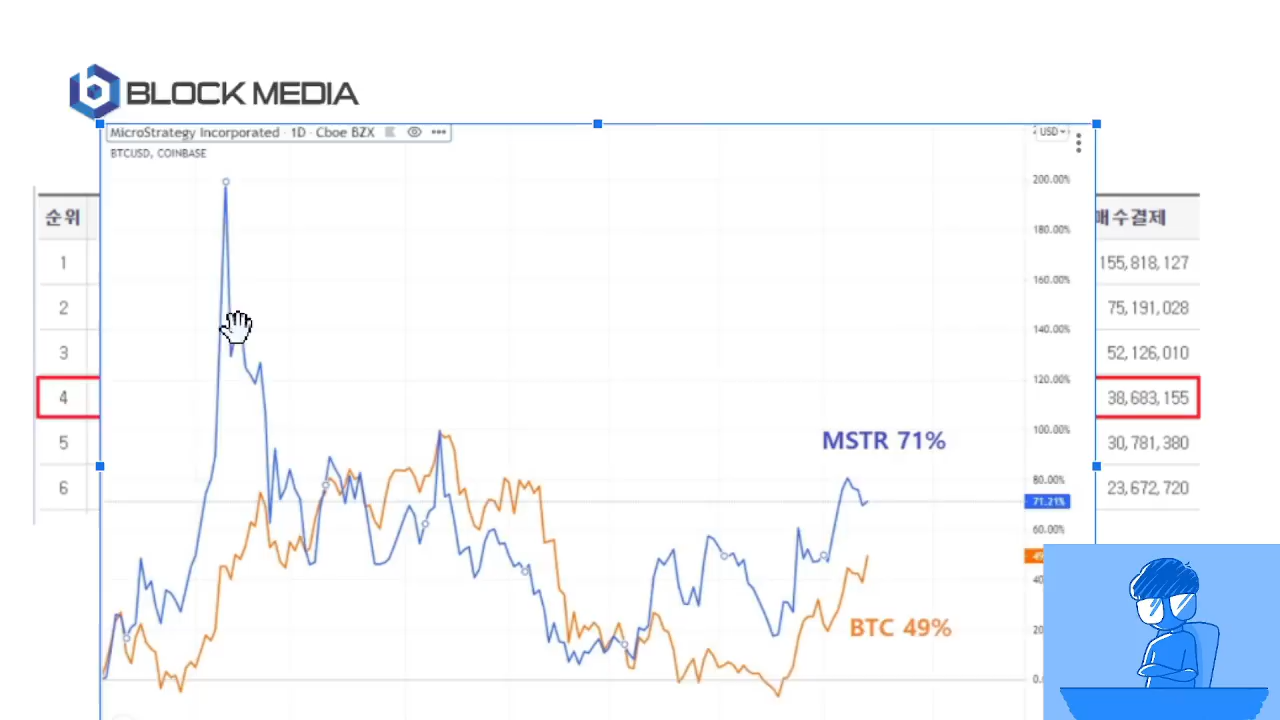 BLOCK MEDIA
MicroStrategy Incorporated · 1D · Cboe BZX
USD
BTCUSD, COINBASE
200.00%
180.00%
160.00%
140.00%
120.00%
100.00%
80.00%
71.21%
60.00%
MSTR 71%
BTC 49%
순위
1
2
3
4
5
6
매수결제
155,818,127
75,191,028
52,126,010
38,683,155
30,781,380
23,672,720